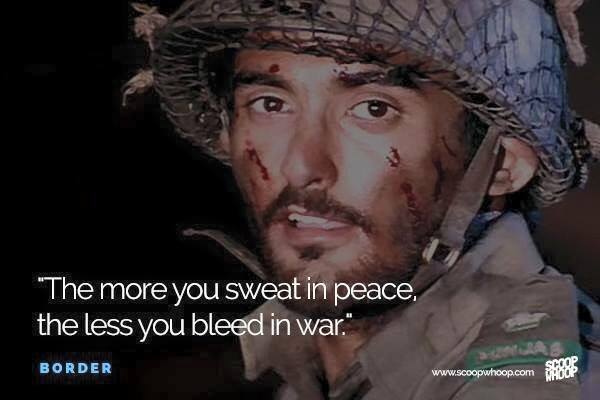 "The more you sweat in peace,
the less you bleed in war."
BORDER
www.scoopwhoop.com
SCOOP
WHOOP